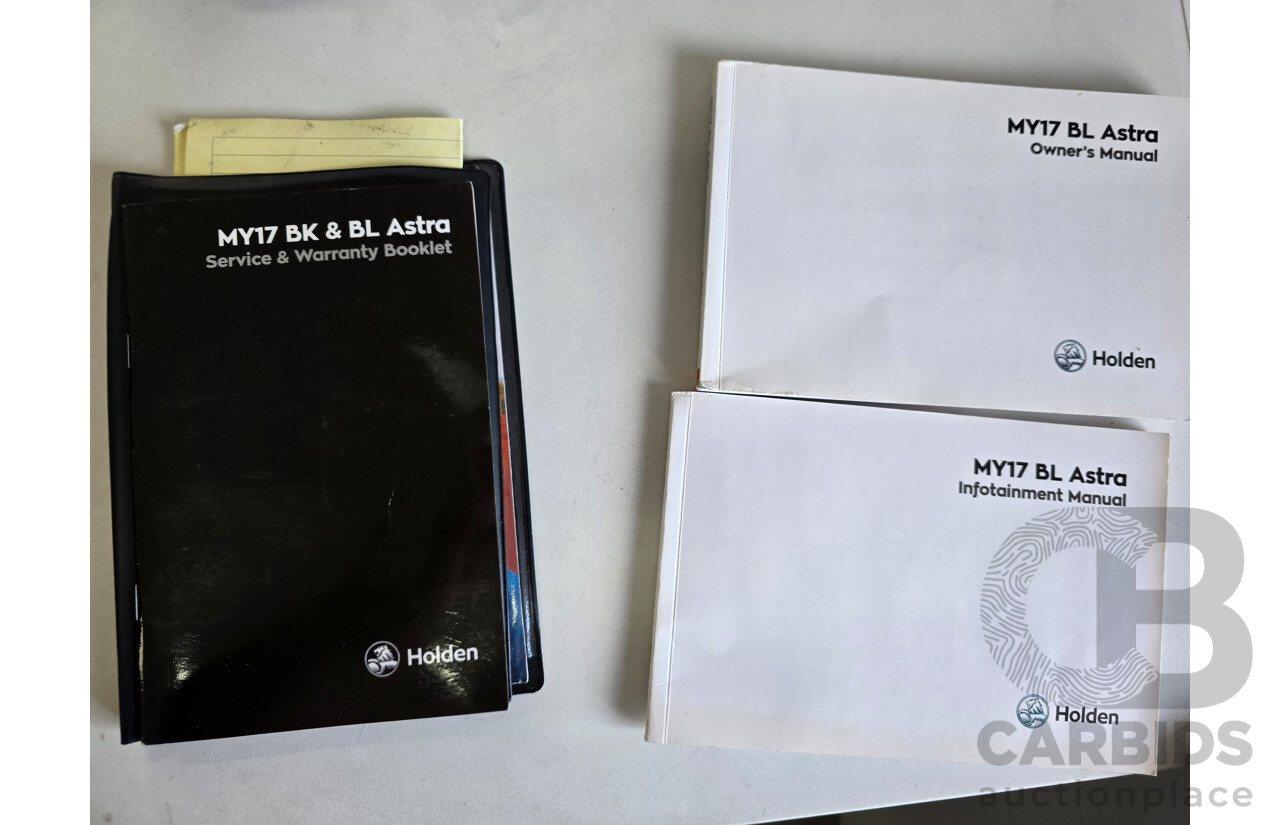 MY17 BK & BL Astra
Service & Warranty Booklet
Holden
MY17 BL Astra
Owner's Manual
Holden
MY17 BL Astra
Infotainment Manual
Holden
CB
CARBIDS
auctionplace